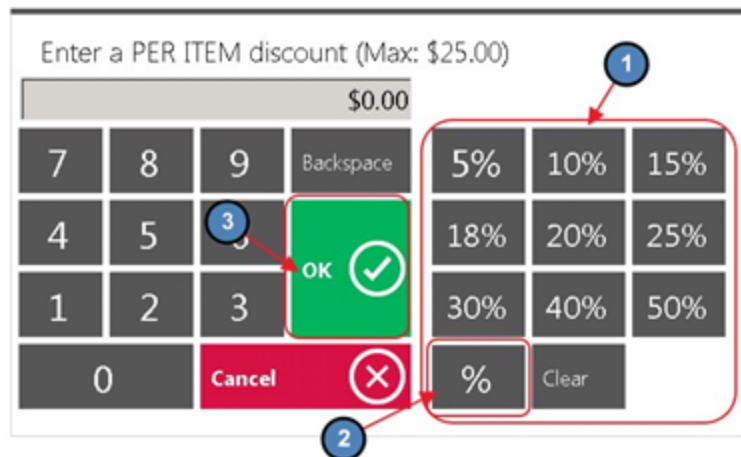 Enter a PER ITEM discount (Max: $25.00)
1
$0.00
7 8 9 Backspace 5% 10% 15%
3
4 5 OK 18% 20% 25%
1 2 3 30% 40% 50%
0 Cancel % Clear
2